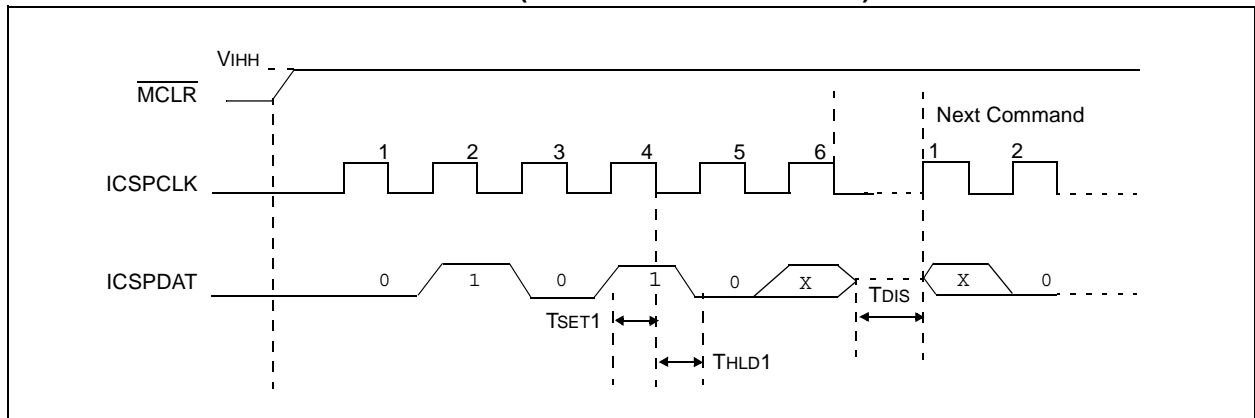 VIHH
MCLR
Next Command
1 2 3 4 5 6 1 2
ICSPCLK
ICSPDAT
0 1 0 1 0 X X 0
TDIS
TSET1
THLD1